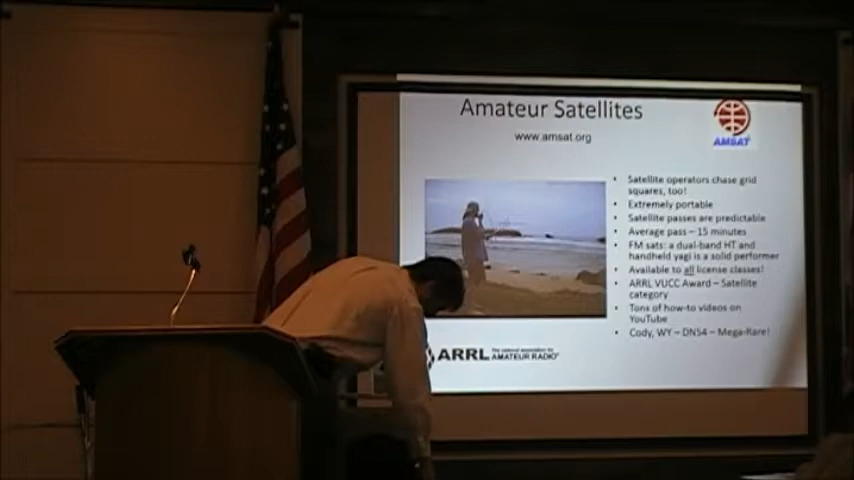 Amateur Satellites
www.amsat.org
AMSAT
• Satellite operators chase grid
squares, too!
• Extremely portable
• Satellite passes are predictable
• Average pass – 15 minutes
• FM sats: a dual-band HT and
handheld yagi is a solid performer
• Available to all license classes!
• ARRL VUCC Award – Satellite
category
• Tons of how-to videos on
YouTube
• Cody, WY – DN54 – Mega-Rare!
ARRL The national association for
AMATEUR RADIO®